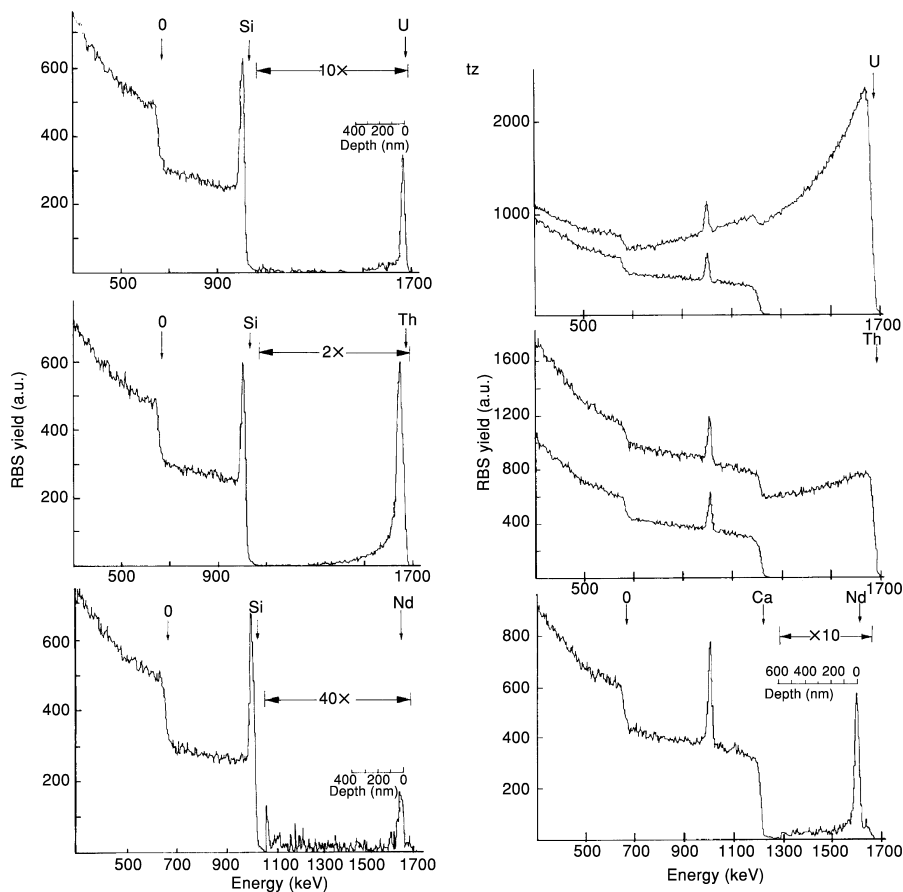 0 Si U
600
10×
400 200 0
Depth (nm)
400
200
500 900 1700
0 Si Th
600
2×
400
200
500 900 1700
0 Si Nd
600
40×
400
400 200 0
Depth (nm)
200
500 700 900 1100 1300 1500 1700
Energy (keV)
RBS yield (a.u.)
tz
U
2000
1000
500 1700
Th
1600
1200
800
400
500 1700
RBS yield (a.u.)
0 Ca Nd
800
×10
600 400 200 0
Depth (nm)
600
400
200
500 700 900 1100 1300 1500 1700
Energy (keV)